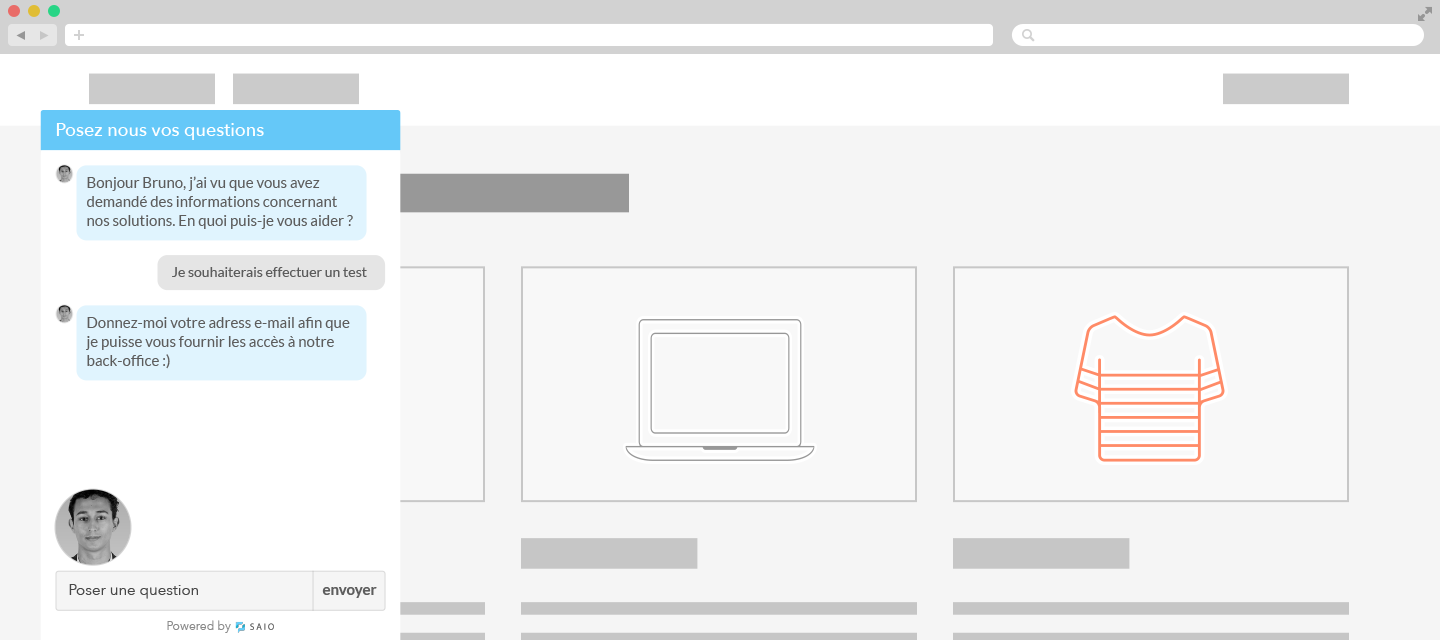 Posez nous vos questions
Bonjour Bruno, j'ai vu que vous avez
demandé des informations concernant
nos solutions. En quoi puis-je vous aider ?
Je souhaiterais effectuer un test
Donnez-moi votre adress e-mail afin que
je puisse vous fournir les accès à notre
back-office :)
Poser une question
envoyer
Powered by SAIO